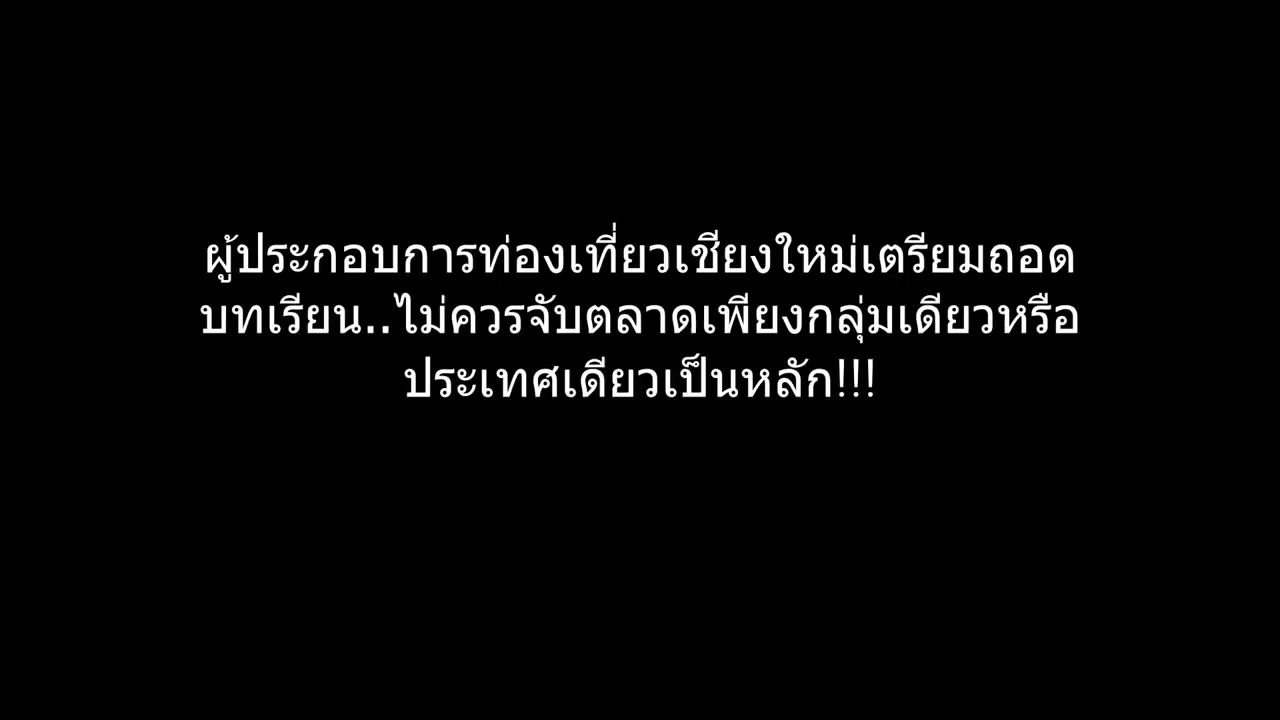 ผู้ประกอบการท่องเที่ยวเชียงใหม่เตรียมถอด
บทเรียน..ไม่ควรจับตลาดเพียงกลุ่มเดียวหรือ
ประเทศเดียวเป็นหลัก!!!